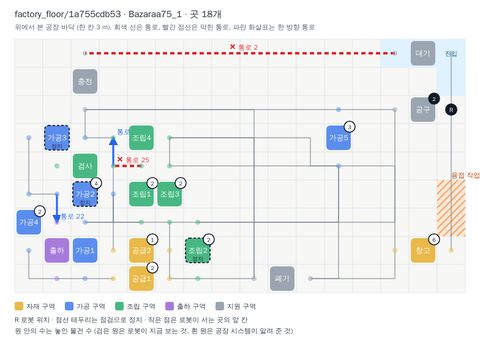 factory_floor/1a755cdb53 · Bazaraa75_1 · 곳 18개
위에서 본 공장 바닥 (한 칸 3 m). 회색 선은 통로, 빨간 점선은 막힌 통로, 파란 화살표는 한 방향 통로
✕ 통로 2
대기
진입
충전
공구
2
R
가공3
통로
조립4
가공5
3
✕ 통로 25
검사
용접 작업
가공2
4
조립1
2
조립3
2
통로 22
가공4
2
출하
가공1
공급2
1
조립2
2
창고
6
공급1
2
폐기
자재 구역
가공 구역
조립 구역
출하 구역
지원 구역
R 로봇 위치 · 점선 테두리는 점검으로 정지 · 작은 점은 로봇이 서는 곳의 앞 칸
원 안의 수는 놓인 물건 수 (검은 원은 로봇이 지금 보는 것, 흰 원은 공장 시스템이 알려 준 것)